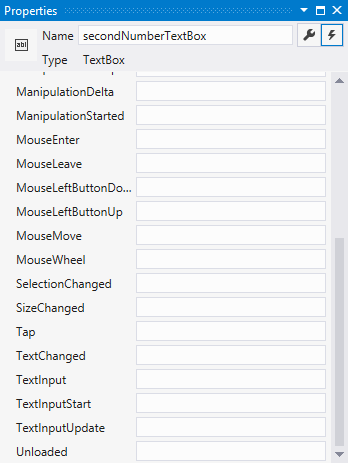 Properties
abl
Name secondNumberTextBox
Type TextBox
ManipulationDelta
ManipulationStarted
MouseEnter
MouseLeave
MouseLeftButtonDo...
MouseLeftButtonUp
MouseMove
MouseWheel
SelectionChanged
SizeChanged
Tap
TextChanged
TextInput
TextInputStart
TextInputUpdate
Unloaded